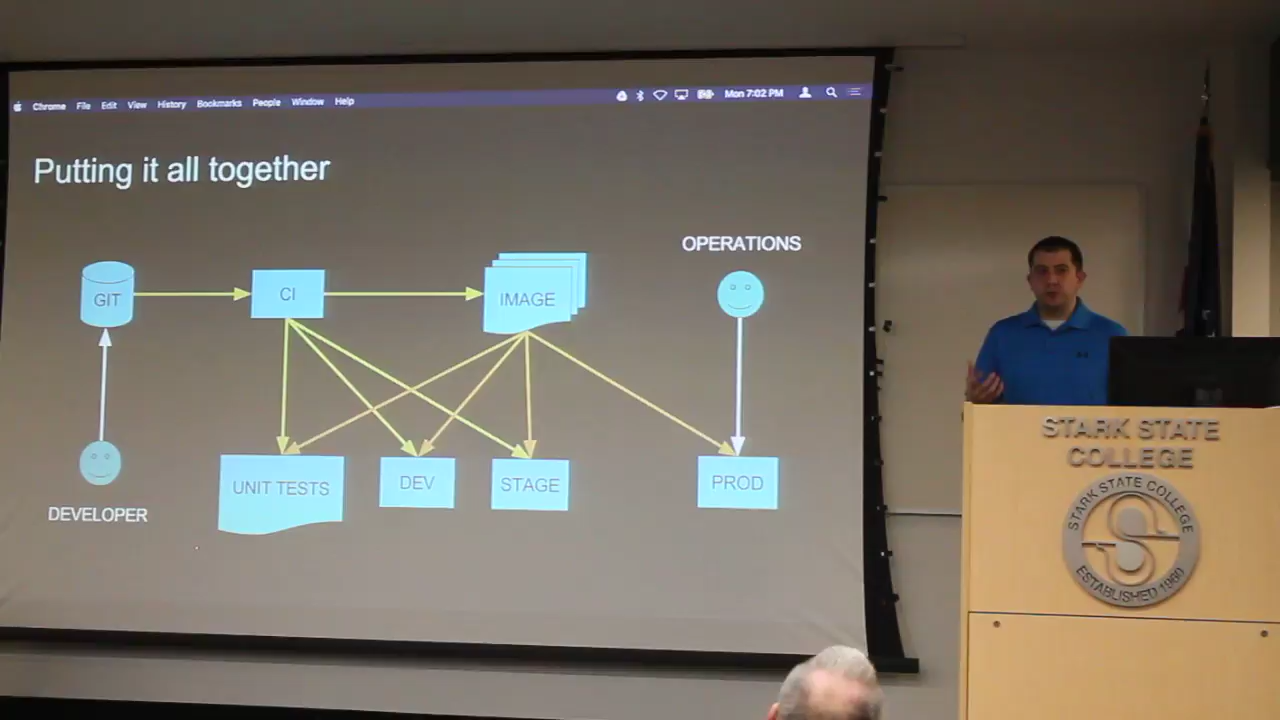 Chrome File Edit View History Bookmarks People Window Help Mon 7:02 PM
Putting it all together
OPERATIONS
GIT
CI
IMAGE
UNIT TESTS
DEV
STAGE
PROD
DEVELOPER
STARK STATE
COLLEGE
STARK STATE COLLEGE
ESTABLISHED 1960